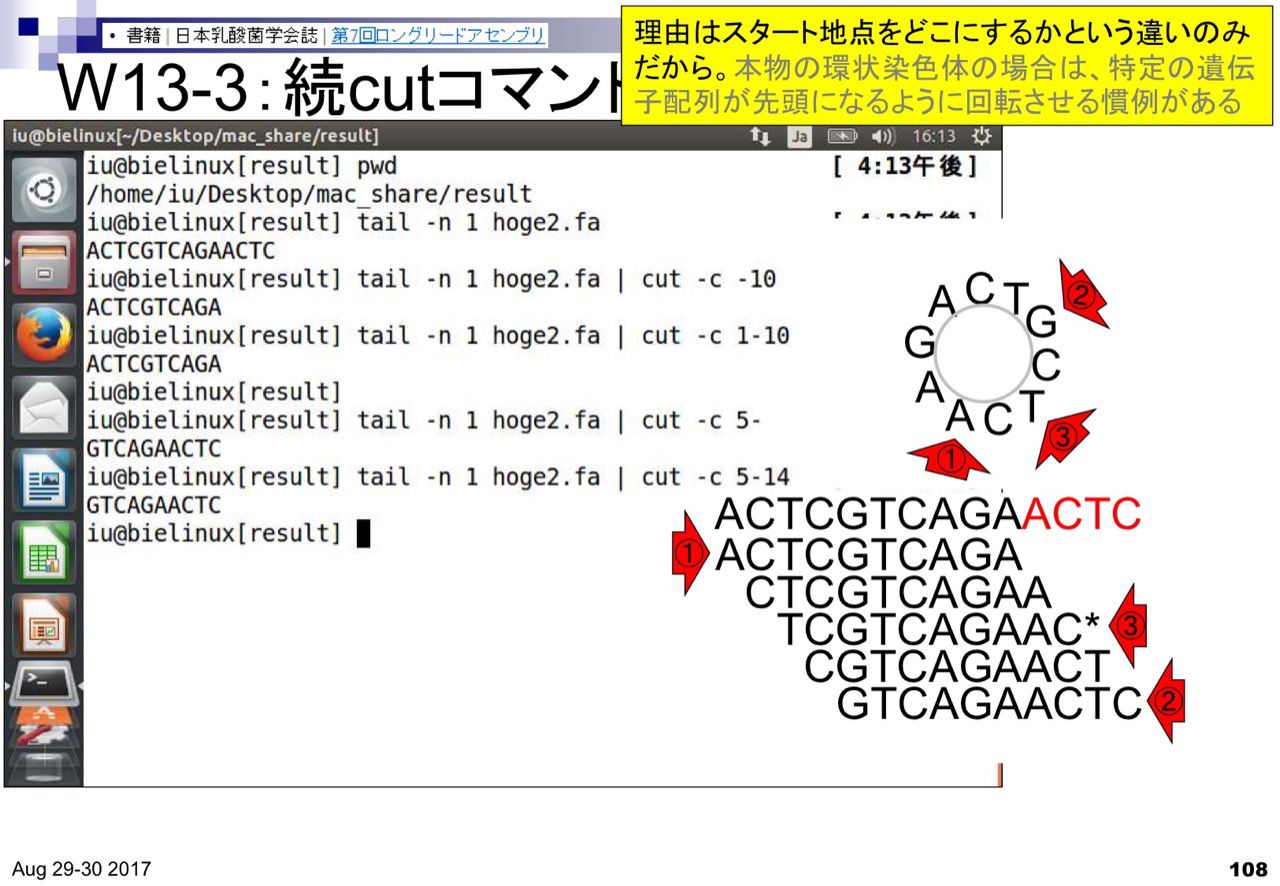 • 書籍 | 日本乳酸菌学会誌 | 第7回ロングリードアセンブリ
W13-3：続cutコマンド
理由はスタート地点をどこにするかという違いのみ
だから。本物の環状染色体の場合は、特定の遺伝
子配列が先頭になるように回転させる慣例がある
iu@bielinux[~/Desktop/mac_share/result]
Ja
16:13
iu@bielinux[result] pwd [ 4:13午後]
/home/iu/Desktop/mac_share/result
iu@bielinux[result] tail -n 1 hoge2.fa
ACTCGTCAGAACTC
iu@bielinux[result] tail -n 1 hoge2.fa | cut -c -10
ACTCGTCAGA
iu@bielinux[result] tail -n 1 hoge2.fa | cut -c 1-10
ACTCGTCAGA
iu@bielinux[result]
iu@bielinux[result] tail -n 1 hoge2.fa | cut -c 5-
GTCAGAACTC
iu@bielinux[result] tail -n 1 hoge2.fa | cut -c 5-14
GTCAGAACTC
iu@bielinux[result]
A C T G C T C A A G
②
③
①
ACTCGTCAGAACTC
① ACTCGTCAGA
CTCGTCAGAA
TCGTCAGAAC* ③
CGTCAGAACT
GTCAGAACTC ②
Aug 29-30 2017
108